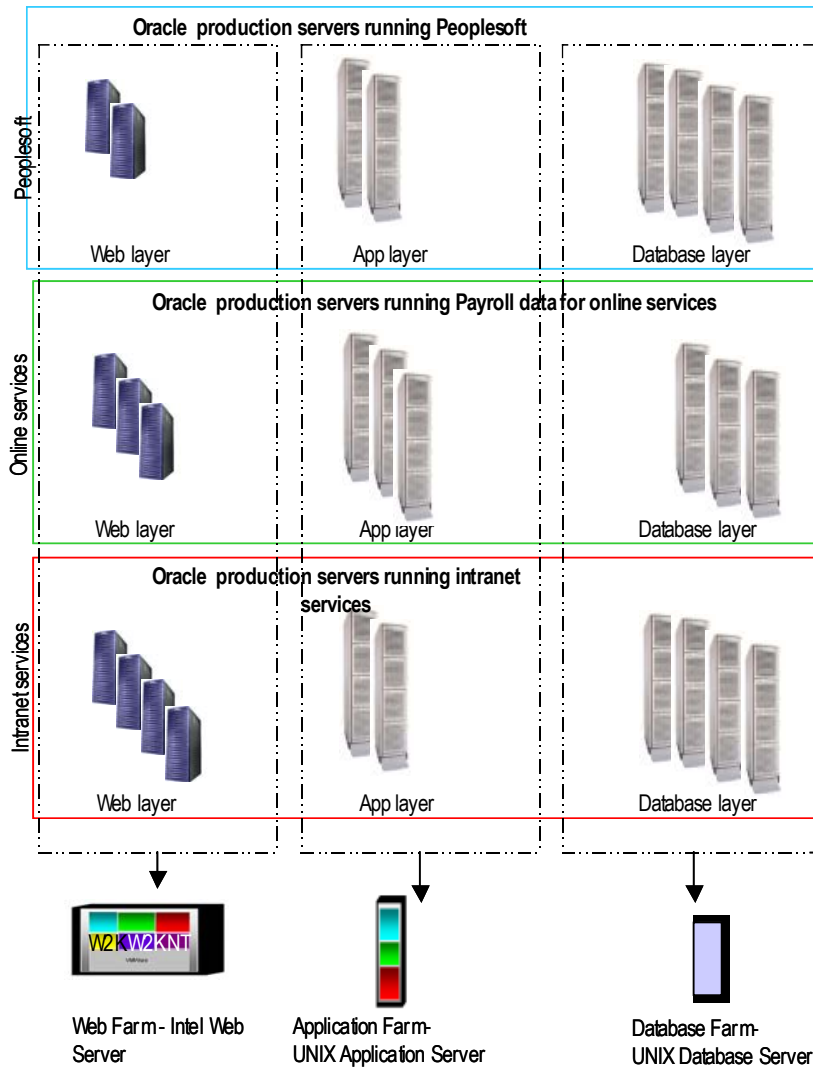 Oracle production servers running Peoplesoft
Peoplesoft
Web layer
App layer
Database layer
Oracle production servers running Payroll data for online services
Online services
Web layer
App layer
Database layer
Oracle production servers running intranet
services
Intranet services
Web layer
App layer
Database layer
W2K W2K NT
VMWare
Web Farm - Intel Web
Server
Application Farm-
UNIX Application Server
Database Farm-
UNIX Database Server